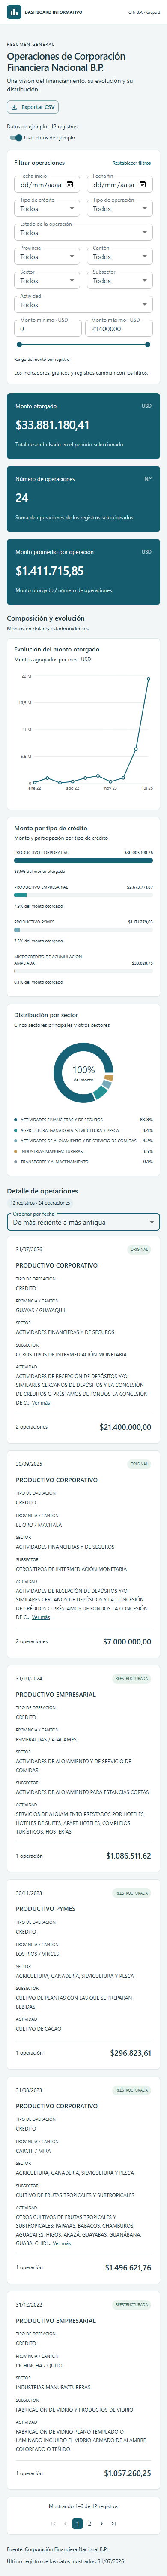 DASHBOARD INFORMATIVO
CFN B.P. / Grupo 3
RESUMEN GENERAL
Operaciones de Corporación
Financiera Nacional B.P.
Una visión del financiamiento, su evolución y su
distribución.
Exportar CSV
Datos de ejemplo · 12 registros
Usar datos de ejemplo
Filtrar operaciones
Restablecer filtros
Fecha inicio
dd/mm/aaaa
Fecha fin
dd/mm/aaaa
Tipo de crédito
Todos
Tipo de operación
Todos
Estado de la operación
Todos
Provincia
Todos
Cantón
Todos
Sector
Todos
Subsector
Todos
Actividad
Todos
Monto mínimo · USD
0
Monto máximo · USD
21400000
Rango de monto por registro
Los indicadores, gráficos y registros cambian con los filtros.
Monto otorgado
USD
$33.881.180,41
Total desembolsado en el período seleccionado
Número de operaciones
N.º
24
Suma de operaciones de los registros seleccionados
Monto promedio por operación
USD
$1.411.715,85
Monto otorgado / número de operaciones
Composición y evolución
Montos en dólares estadounidenses
Evolución del monto otorgado
Montos agrupados por mes · USD
22 M
16,5 M
11 M
5,5 M
0
ene 22
ago 22
nov 23
jul 26
Monto por tipo de crédito
Monto y participación por tipo de crédito
PRODUCTIVO CORPORATIVO
88.6% del monto otorgado
PRODUCTIVO EMPRESARIAL
$2.673.771,87
7.9% del monto otorgado
PRODUCTIVO PYMES
$1.171.279,03
3.5% del monto otorgado
MICROCREDITO DE ACUMULACION
AMPLIADA
$33.028,75
0.1% del monto otorgado
Distribución por sector
Cinco sectores principales y otros sectores
100%
del monto
ACTIVIDADES FINANCIERAS Y DE SEGUROS
83.8%
AGRICULTURA, GANADERÍA, SILVICULTURA Y PESCA
8.4%
ACTIVIDADES DE ALOJAMIENTO Y DE SERVICIO DE COMIDAS
4.2%
INDUSTRIAS MANUFACTURERAS
3.5%
TRANSPORTE Y ALMACENAMIENTO
0.1%
Detalle de operaciones
12 registros · 24 operaciones
Ordenar por fecha
De más reciente a más antigua
31/07/2026
ORIGINAL
PRODUCTIVO CORPORATIVO
TIPO DE OPERACIÓN
CREDITO
PROVINCIA / CANTÓN
GUAYAS / GUAYAQUIL
SECTOR
ACTIVIDADES FINANCIERAS Y DE SEGUROS
SUBSECTOR
OTROS TIPOS DE INTERMEDIACIÓN MONETARIA
ACTIVIDAD
ACTIVIDADES DE RECEPCIÓN DE DEPÓSITOS Y/O
SIMILARES CERCANOS DE DEPÓSITOS Y LA CONCESIÓN
DE CRÉDITOS O PRÉSTAMOS DE FONDOS LA CONCESIÓN
DE C... Ver más
2 operaciones
$21.400.000,00
30/09/2025
ORIGINAL
PRODUCTIVO CORPORATIVO
TIPO DE OPERACIÓN
CREDITO
PROVINCIA / CANTÓN
EL ORO / MACHALA
SECTOR
ACTIVIDADES FINANCIERAS Y DE SEGUROS
SUBSECTOR
OTROS TIPOS DE INTERMEDIACIÓN MONETARIA
ACTIVIDAD
ACTIVIDADES DE RECEPCIÓN DE DEPÓSITOS Y/O
SIMILARES CERCANOS DE DEPÓSITOS Y LA CONCESIÓN
DE CRÉDITOS O PRÉSTAMOS DE FONDOS LA CONCESIÓN
DE C... Ver más
2 operaciones
$7.000.000,00
31/10/2024
REESTRUCTURADA
PRODUCTIVO EMPRESARIAL
TIPO DE OPERACIÓN
CREDITO
PROVINCIA / CANTÓN
ESMERALDAS / ATACAMES
SECTOR
ACTIVIDADES DE ALOJAMIENTO Y DE SERVICIO DE
COMIDAS
SUBSECTOR
ACTIVIDADES DE ALOJAMIENTO PARA ESTANCIAS CORTAS
ACTIVIDAD
SERVICIOS DE ALOJAMIENTO PRESTADOS POR HOTELES,
HOTELES DE SUITES, APART HOTELES, COMPLEJOS
TURÍSTICOS, HOSTERÍAS
1 operación
$1.086.511,62
30/11/2023
REESTRUCTURADA
PRODUCTIVO PYMES
TIPO DE OPERACIÓN
CREDITO
PROVINCIA / CANTÓN
LOS RIOS / VINCES
SECTOR
AGRICULTURA, GANADERÍA, SILVICULTURA Y PESCA
SUBSECTOR
CULTIVO DE PLANTAS CON LAS QUE SE PREPARAN
BEBIDAS
ACTIVIDAD
CULTIVO DE CACAO
1 operación
$296.823,61
31/08/2023
REESTRUCTURADA
PRODUCTIVO CORPORATIVO
TIPO DE OPERACIÓN
CREDITO
PROVINCIA / CANTÓN
CARCHI / MIRA
SECTOR
AGRICULTURA, GANADERÍA, SILVICULTURA Y PESCA
SUBSECTOR
CULTIVO DE FRUTAS TROPICALES Y SUBTROPICALES
ACTIVIDAD
OTROS CULTIVOS DE FRUTAS TROPICALES Y
SUBTROPICALES: PAPAYAS, BABACOS, CHAMBUROS,
AGUACATES, HIGOS, ARAZÁ, GUAYABAS, GUANÁBANA,
GUABA, CHIRI... Ver más
1 operación
$1.496.621,76
31/12/2022
REESTRUCTURADA
PRODUCTIVO EMPRESARIAL
TIPO DE OPERACIÓN
CREDITO
PROVINCIA / CANTÓN
PICHINCHA / QUITO
SECTOR
INDUSTRIAS MANUFACTURERAS
SUBSECTOR
FABRICACIÓN DE VIDRIO Y PRODUCTOS DE VIDRIO
ACTIVIDAD
FABRICACIÓN DE VIDRIO PLANO TEMPLADO O
LAMINADO INCLUIDO EL VIDRIO ARMADO DE ALAMBRE
COLOREADO O TEÑIDO
1 operación
$1.057.260,25
Mostrando 1–6 de 12 registros
1
2
Fuente: Corporación Financiera Nacional B.P.
Último registro de los datos mostrados: 31/07/2026